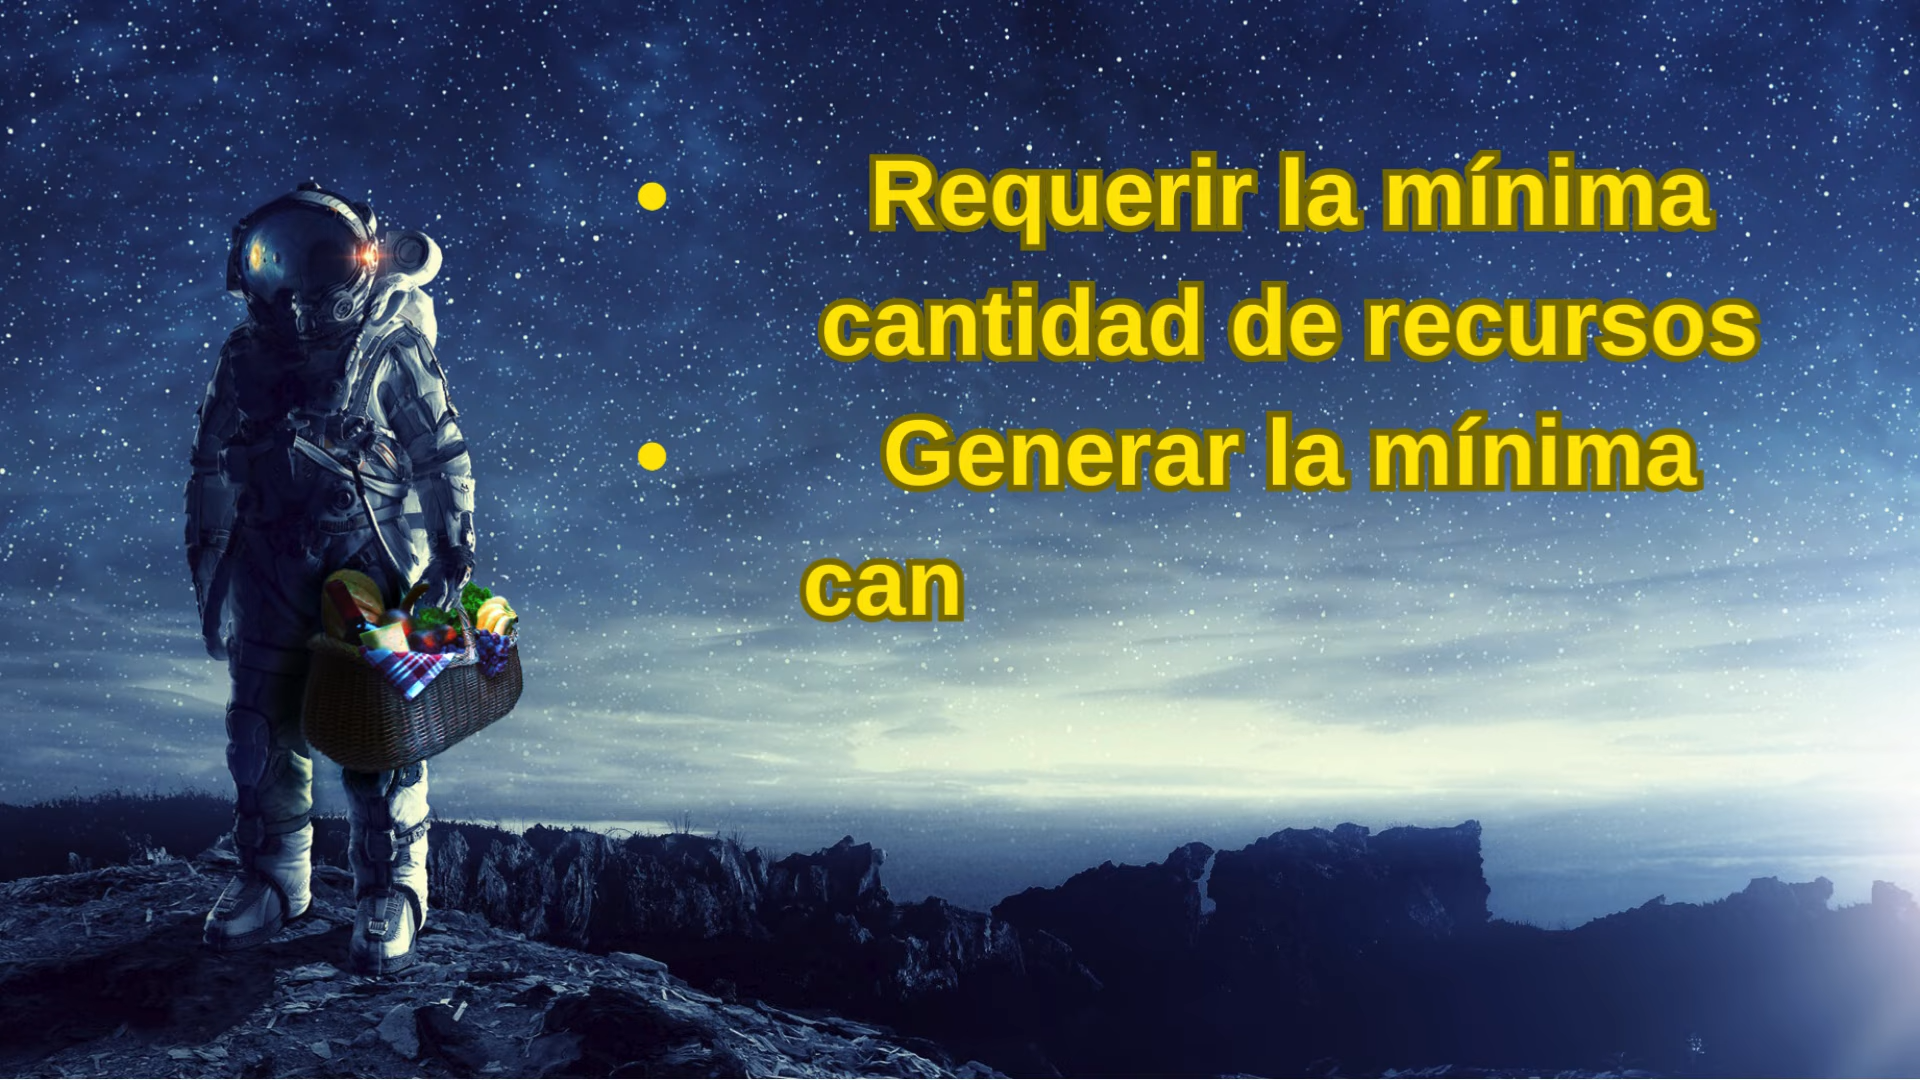 • Requerir la mínima
cantidad de recursos
• Generar la mínima
can